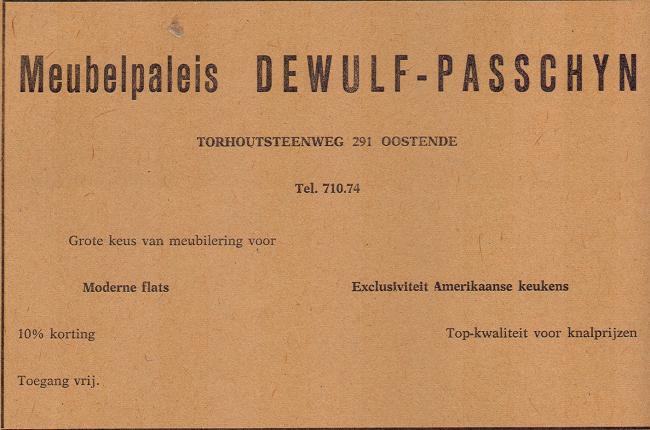 Meubelpaleis DEWULF-PASSCHYN
TORHOUTSTEENWEG 291 OOSTENDE
Tel. 710.74
Grote keus van meubilering voor
Moderne flats Exclusiviteit Amerikaanse keukens
10% korting Top-kwaliteit voor knalprijzen
Toegang vrij.